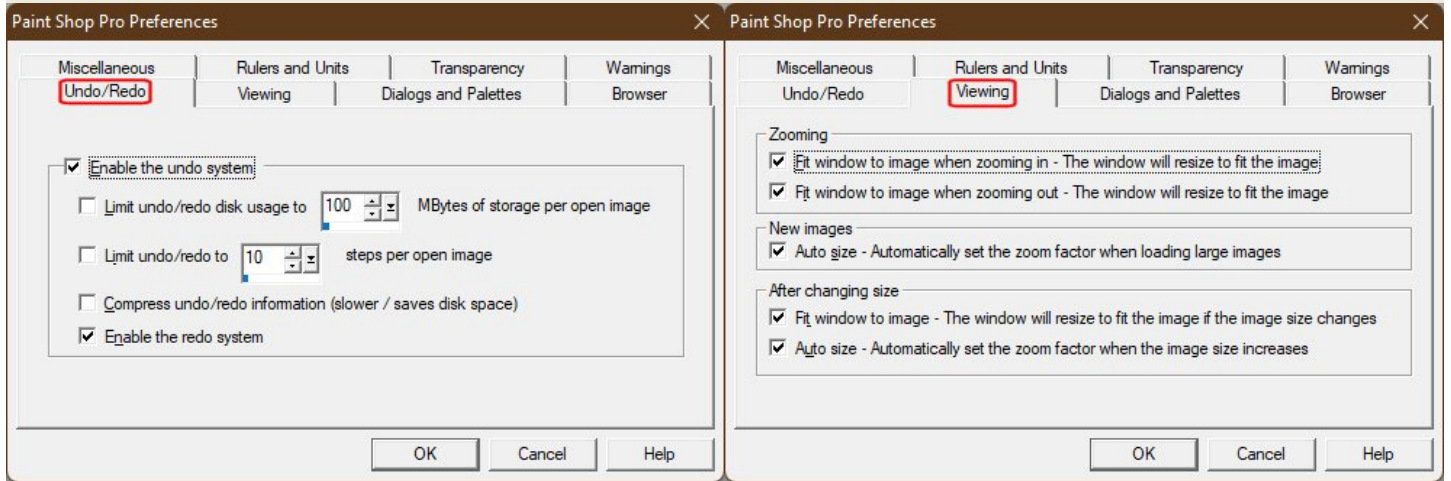 Paint Shop Pro Preferences
Miscellaneous Rulers and Units Transparency Warnings
Undo/Redo Viewing Dialogs and Palettes Browser
Enable the undo system
Limit undo/redo disk usage to 100 MBytes of storage per open image
Limit undo/redo to 10 steps per open image
Compress undo/redo information (slower / saves disk space)
Enable the redo system
OK Cancel Help
Paint Shop Pro Preferences
Miscellaneous Rulers and Units Transparency Warnings
Undo/Redo Viewing Dialogs and Palettes Browser
Zooming
Fit window to image when zooming in - The window will resize to fit the image
Fit window to image when zooming out - The window will resize to fit the image
New images
Auto size - Automatically set the zoom factor when loading large images
After changing size
Fit window to image - The window will resize to fit the image if the image size changes
Auto size - Automatically set the zoom factor when the image size increases
OK Cancel Help